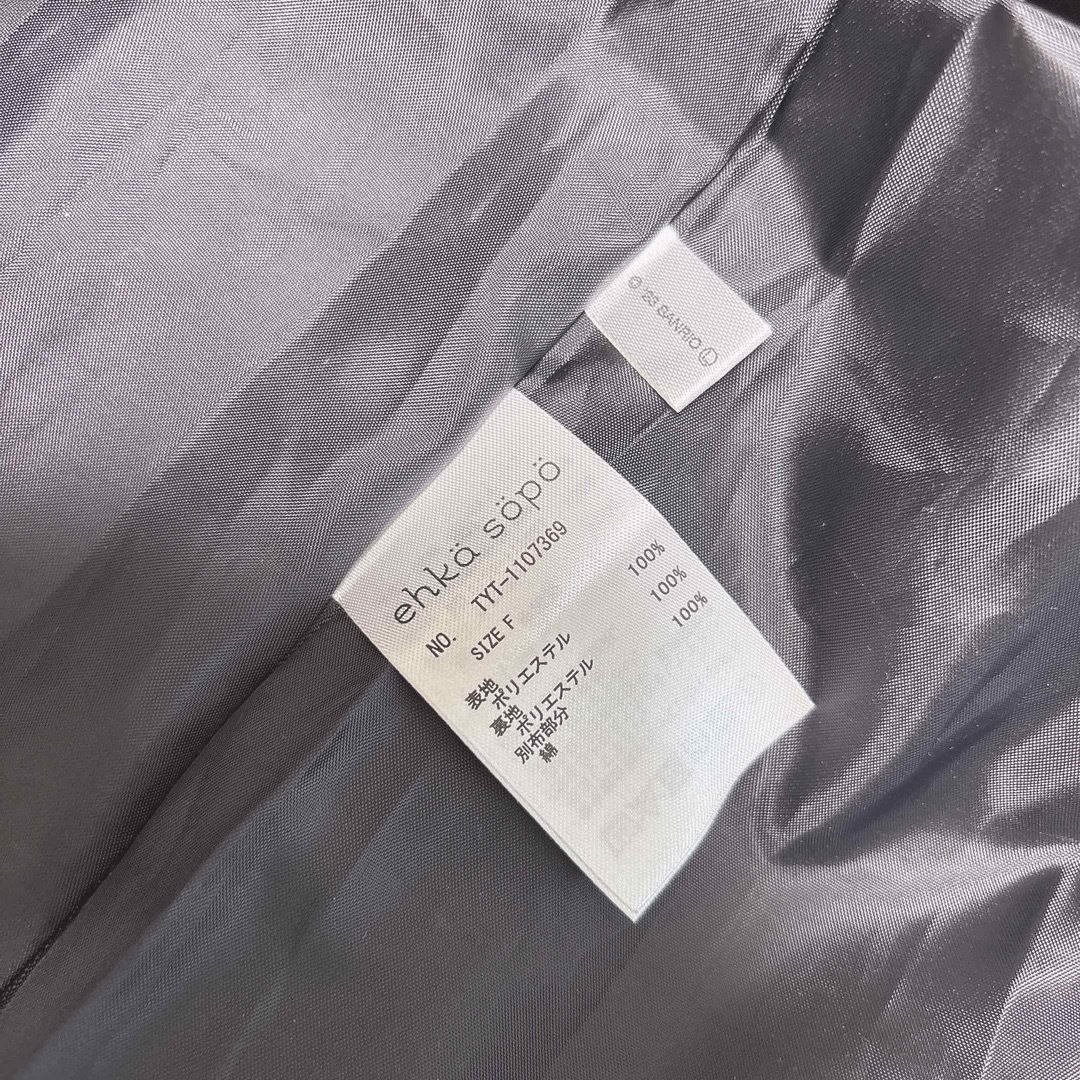 © '23 SANRIO Ⓛ
ehkä söpö
NO. TYT-1107369
SIZE F
表地
ポリエステル 100%
裏地
ポリエステル 100%
別布部分
綿 100%